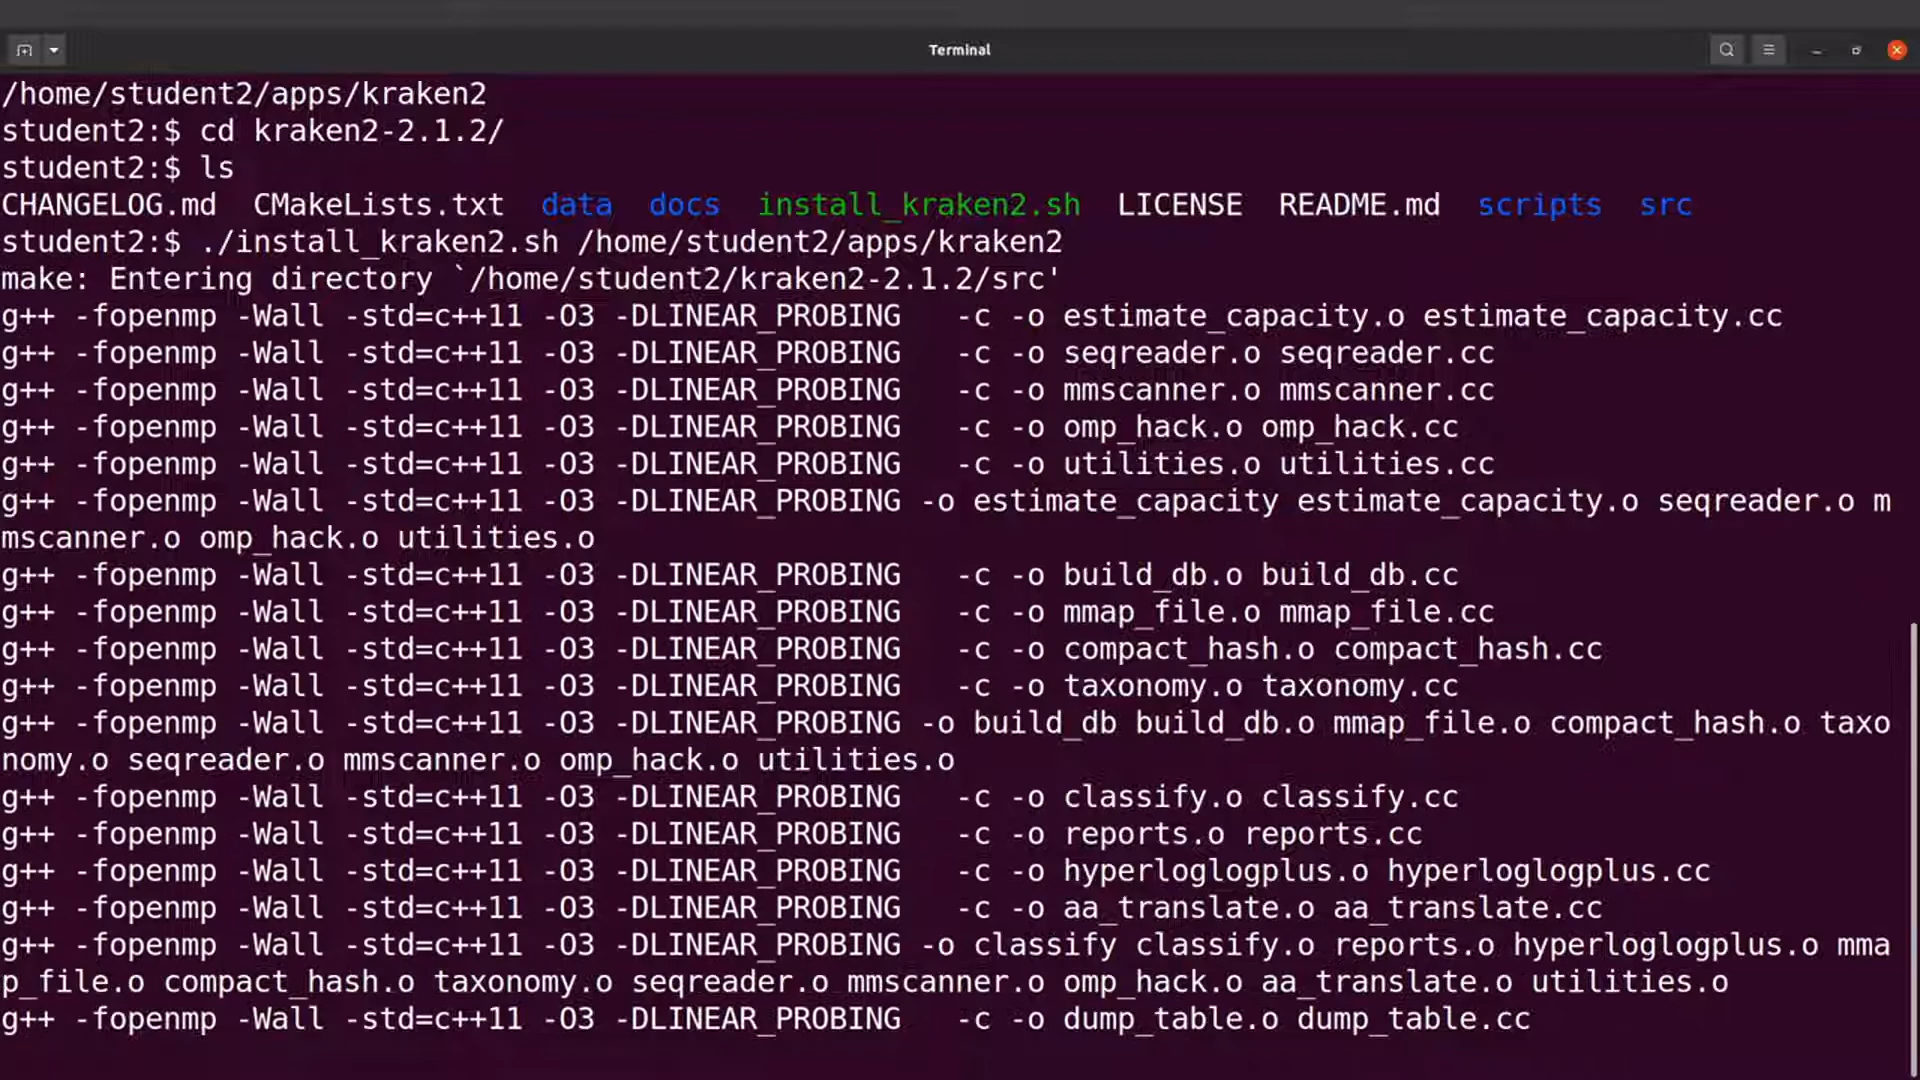 Terminal
/home/student2/apps/kraken2
student2:$ cd kraken2-2.1.2/
student2:$ ls
CHANGELOG.md  CMakeLists.txt  data  docs  install_kraken2.sh  LICENSE  README.md  scripts  src
student2:$ ./install_kraken2.sh /home/student2/apps/kraken2
make: Entering directory `/home/student2/kraken2-2.1.2/src'
g++ -fopenmp -Wall -std=c++11 -O3 -DLINEAR_PROBING   -c -o estimate_capacity.o estimate_capacity.cc
g++ -fopenmp -Wall -std=c++11 -O3 -DLINEAR_PROBING   -c -o seqreader.o seqreader.cc
g++ -fopenmp -Wall -std=c++11 -O3 -DLINEAR_PROBING   -c -o mmscanner.o mmscanner.cc
g++ -fopenmp -Wall -std=c++11 -O3 -DLINEAR_PROBING   -c -o omp_hack.o omp_hack.cc
g++ -fopenmp -Wall -std=c++11 -O3 -DLINEAR_PROBING   -c -o utilities.o utilities.cc
g++ -fopenmp -Wall -std=c++11 -O3 -DLINEAR_PROBING -o estimate_capacity estimate_capacity.o seqreader.o m
mscanner.o omp_hack.o utilities.o
g++ -fopenmp -Wall -std=c++11 -O3 -DLINEAR_PROBING   -c -o build_db.o build_db.cc
g++ -fopenmp -Wall -std=c++11 -O3 -DLINEAR_PROBING   -c -o mmap_file.o mmap_file.cc
g++ -fopenmp -Wall -std=c++11 -O3 -DLINEAR_PROBING   -c -o compact_hash.o compact_hash.cc
g++ -fopenmp -Wall -std=c++11 -O3 -DLINEAR_PROBING   -c -o taxonomy.o taxonomy.cc
g++ -fopenmp -Wall -std=c++11 -O3 -DLINEAR_PROBING -o build_db build_db.o mmap_file.o compact_hash.o taxo
nomy.o seqreader.o mmscanner.o omp_hack.o utilities.o
g++ -fopenmp -Wall -std=c++11 -O3 -DLINEAR_PROBING   -c -o classify.o classify.cc
g++ -fopenmp -Wall -std=c++11 -O3 -DLINEAR_PROBING   -c -o reports.o reports.cc
g++ -fopenmp -Wall -std=c++11 -O3 -DLINEAR_PROBING   -c -o hyperloglogplus.o hyperloglogplus.cc
g++ -fopenmp -Wall -std=c++11 -O3 -DLINEAR_PROBING   -c -o aa_translate.o aa_translate.cc
g++ -fopenmp -Wall -std=c++11 -O3 -DLINEAR_PROBING -o classify classify.o reports.o hyperloglogplus.o mma
p_file.o compact_hash.o taxonomy.o seqreader.o mmscanner.o omp_hack.o aa_translate.o utilities.o
g++ -fopenmp -Wall -std=c++11 -O3 -DLINEAR_PROBING   -c -o dump_table.o dump_table.cc